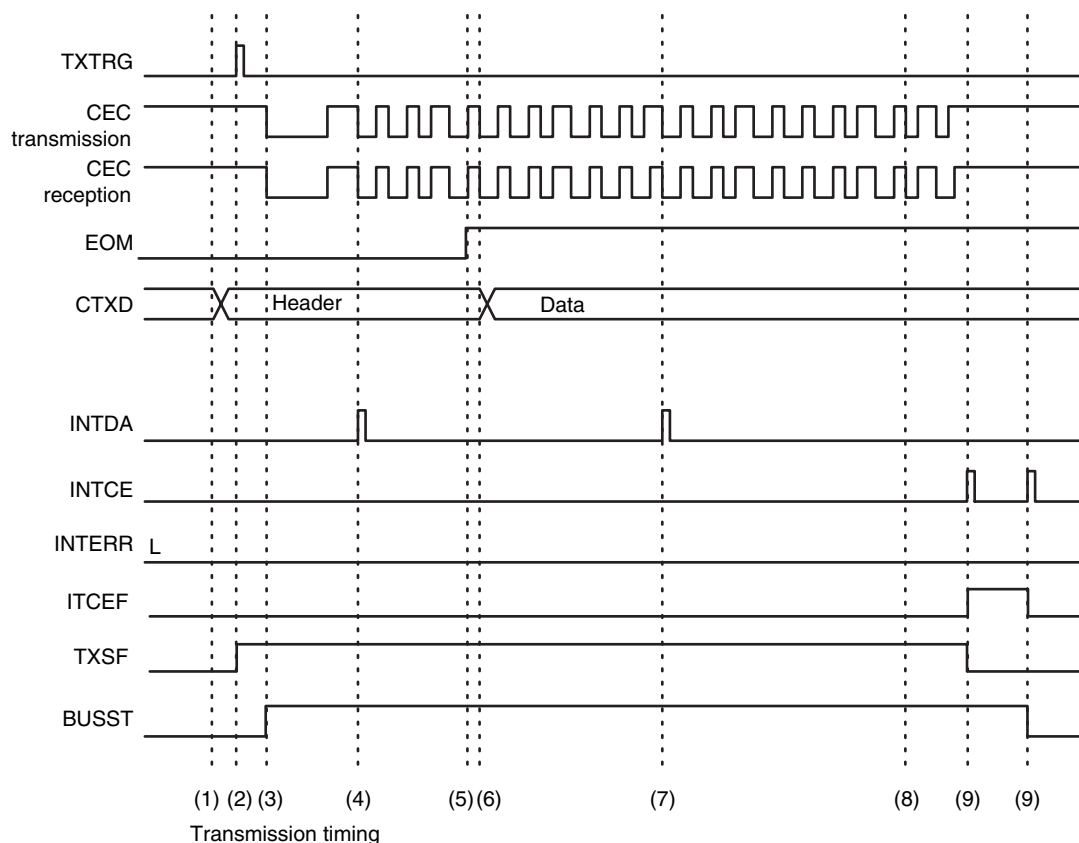 TXTRG
CEC
transmission
CEC
reception
EOM
CTXD Header Data
INTDA
INTCE
INTERR L
ITCEF
TXSF
BUSST
(1) (2) (3) (4) (5) (6) (7) (8) (9) (9)
Transmission timing